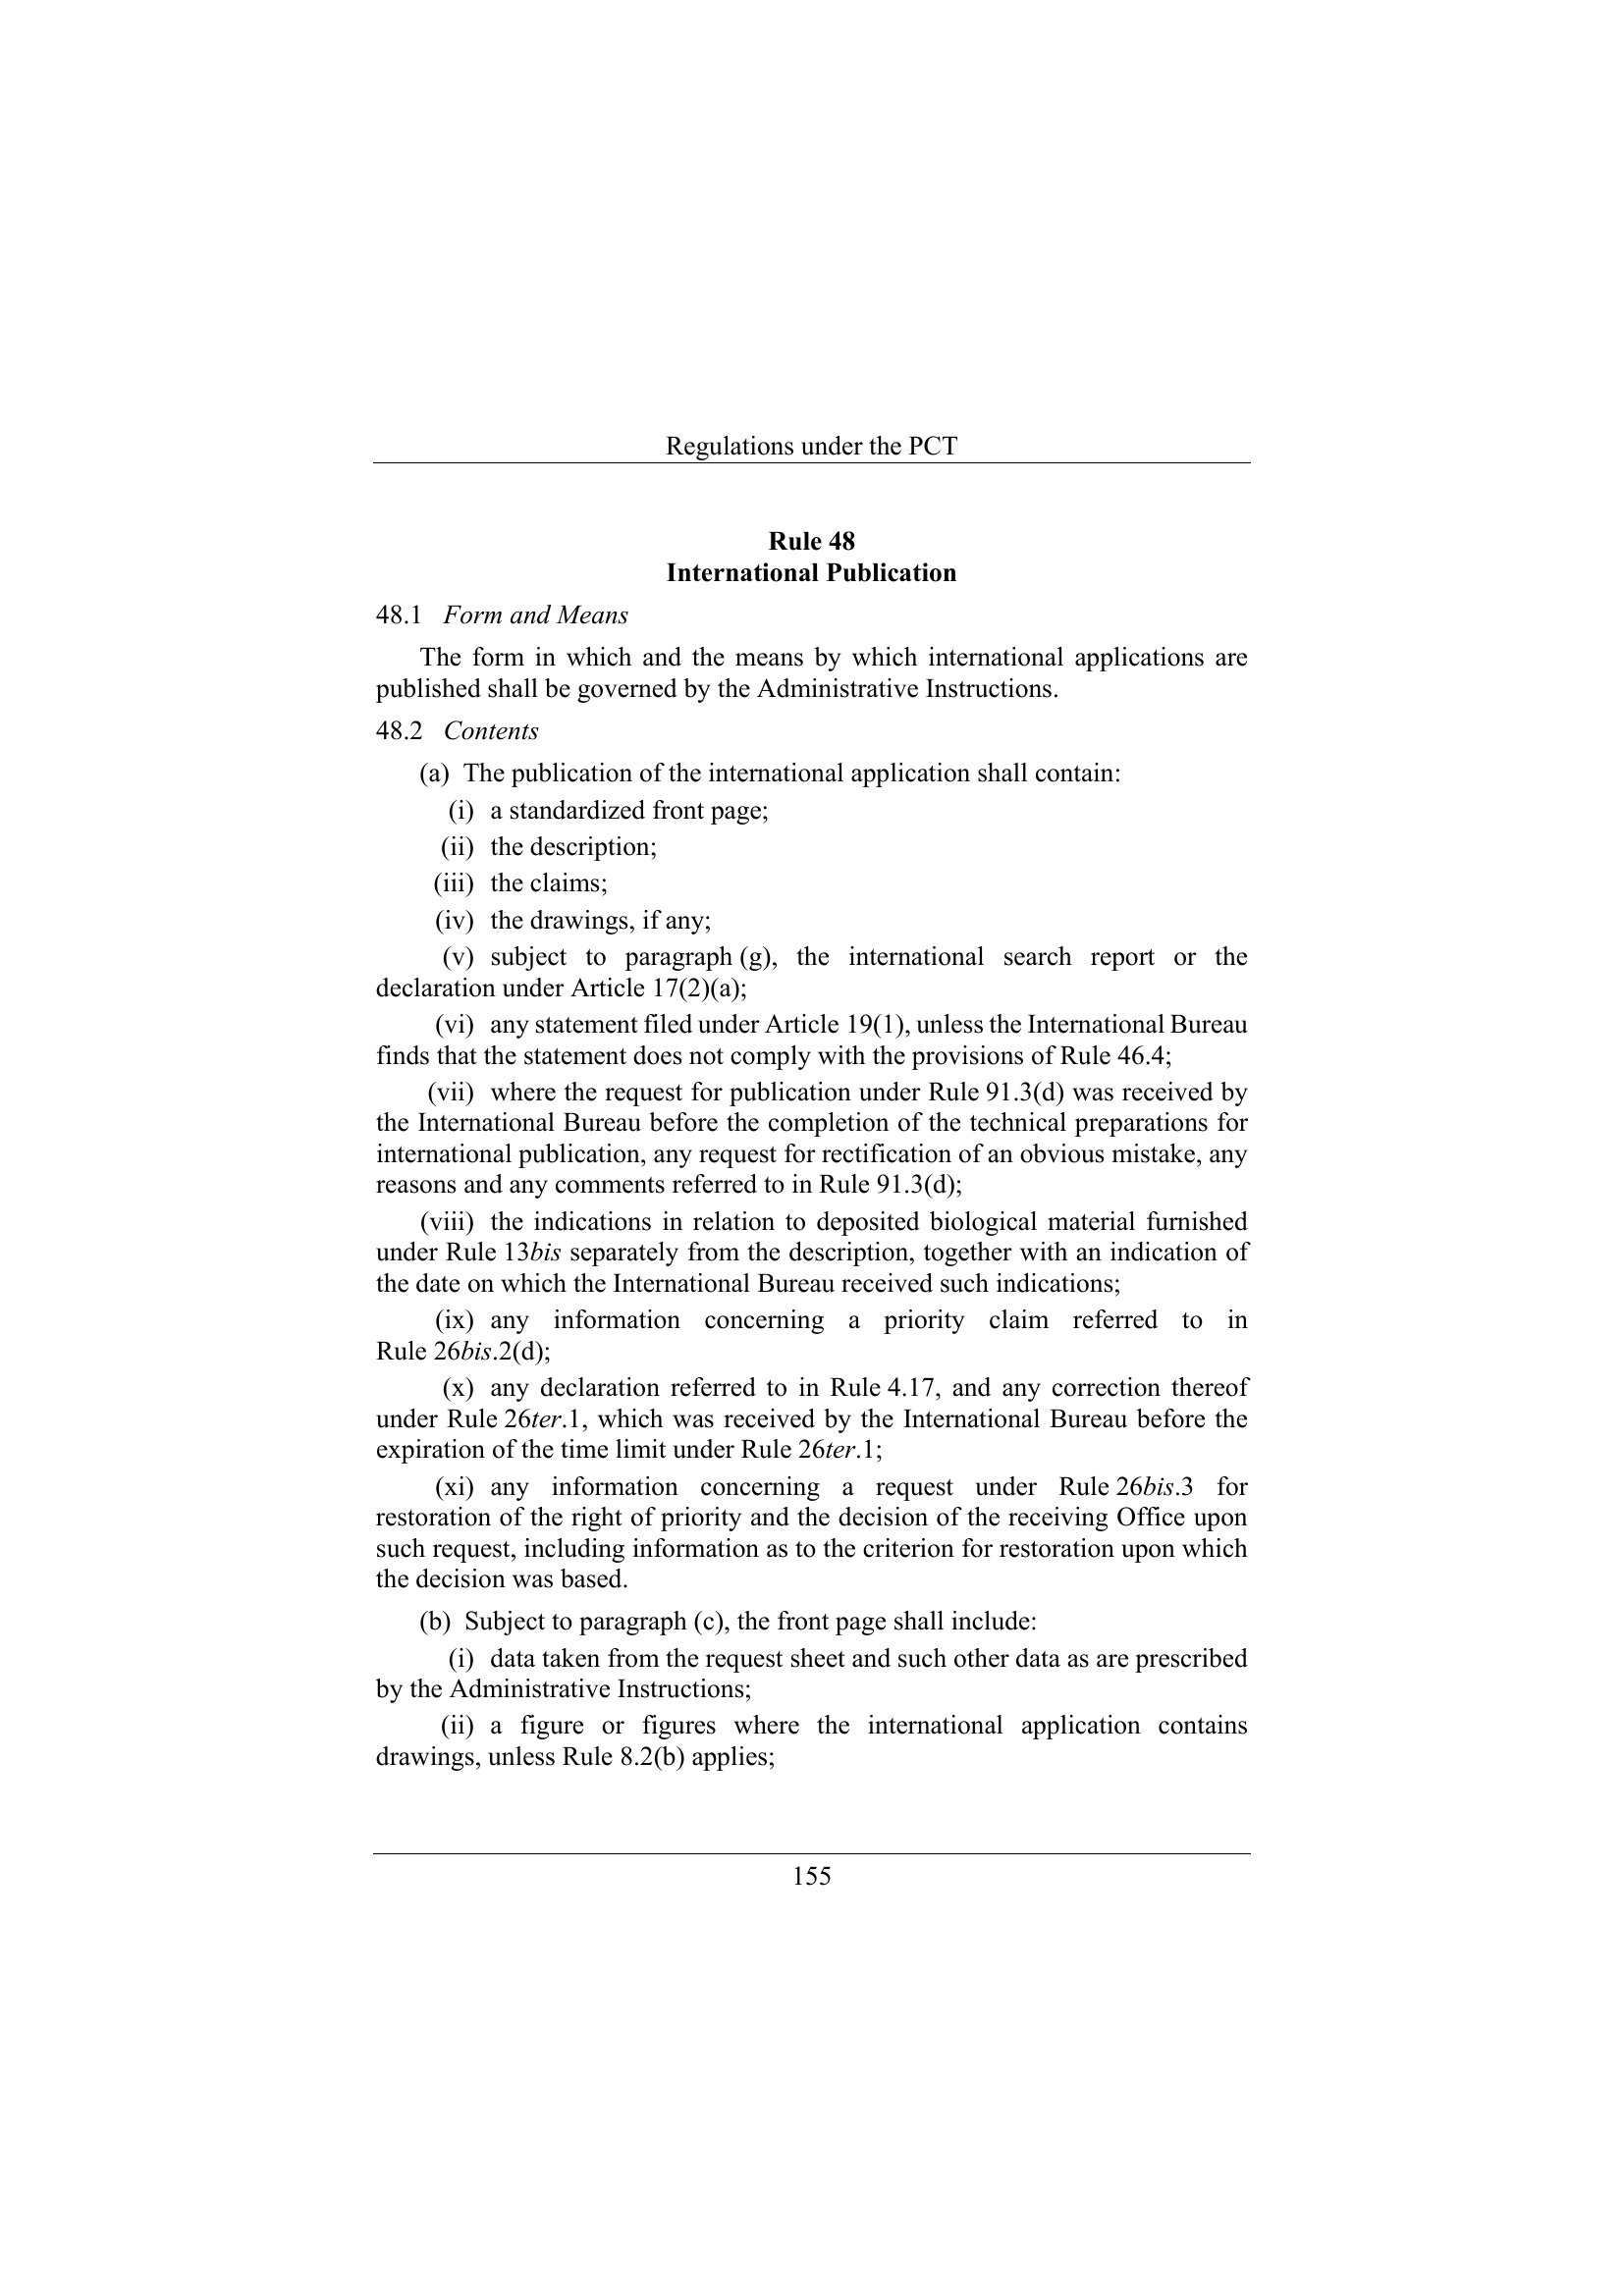 Regulations under the PCT
Rule 48
International Publication
48.1 Form and Means
The form in which and the means by which international applications are
published shall be governed by the Administrative Instructions.
48.2 Contents
(a) The publication of the international application shall contain:
(i) a standardized front page;
(ii) the description;
(iii) the claims;
(iv) the drawings, if any;
(v) subject to paragraph (g), the international search report or the
declaration under Article 17(2)(a);
(vi) any statement filed under Article 19(1), unless the International Bureau
finds that the statement does not comply with the provisions of Rule 46.4;
(vii) where the request for publication under Rule 91.3(d) was received by
the International Bureau before the completion of the technical preparations for
international publication, any request for rectification of an obvious mistake, any
reasons and any comments referred to in Rule 91.3(d);
(viii) the indications in relation to deposited biological material furnished
under Rule 13bis separately from the description, together with an indication of
the date on which the International Bureau received such indications;
(ix) any information concerning a priority claim referred to in
Rule 26bis.2(d);
(x) any declaration referred to in Rule 4.17, and any correction thereof
under Rule 26ter.1, which was received by the International Bureau before the
expiration of the time limit under Rule 26ter.1;
(xi) any information concerning a request under Rule 26bis.3 for
restoration of the right of priority and the decision of the receiving Office upon
such request, including information as to the criterion for restoration upon which
the decision was based.
(b) Subject to paragraph (c), the front page shall include:
(i) data taken from the request sheet and such other data as are prescribed
by the Administrative Instructions;
(ii) a figure or figures where the international application contains
drawings, unless Rule 8.2(b) applies;
155